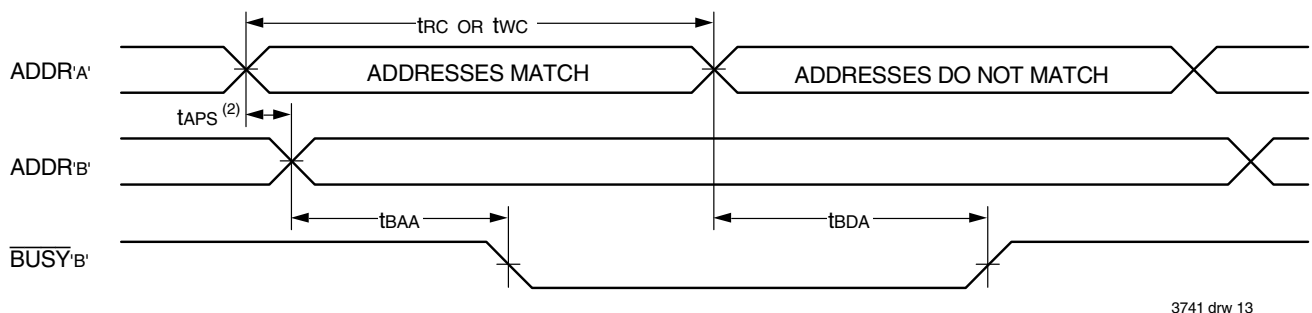 tRC OR tWC
ADDR'A'
ADDRESSES MATCH
ADDRESSES DO NOT MATCH
tAPS (2)
ADDR'B'
tBAA
tBDA
BUSY'B'
3741 drw 13